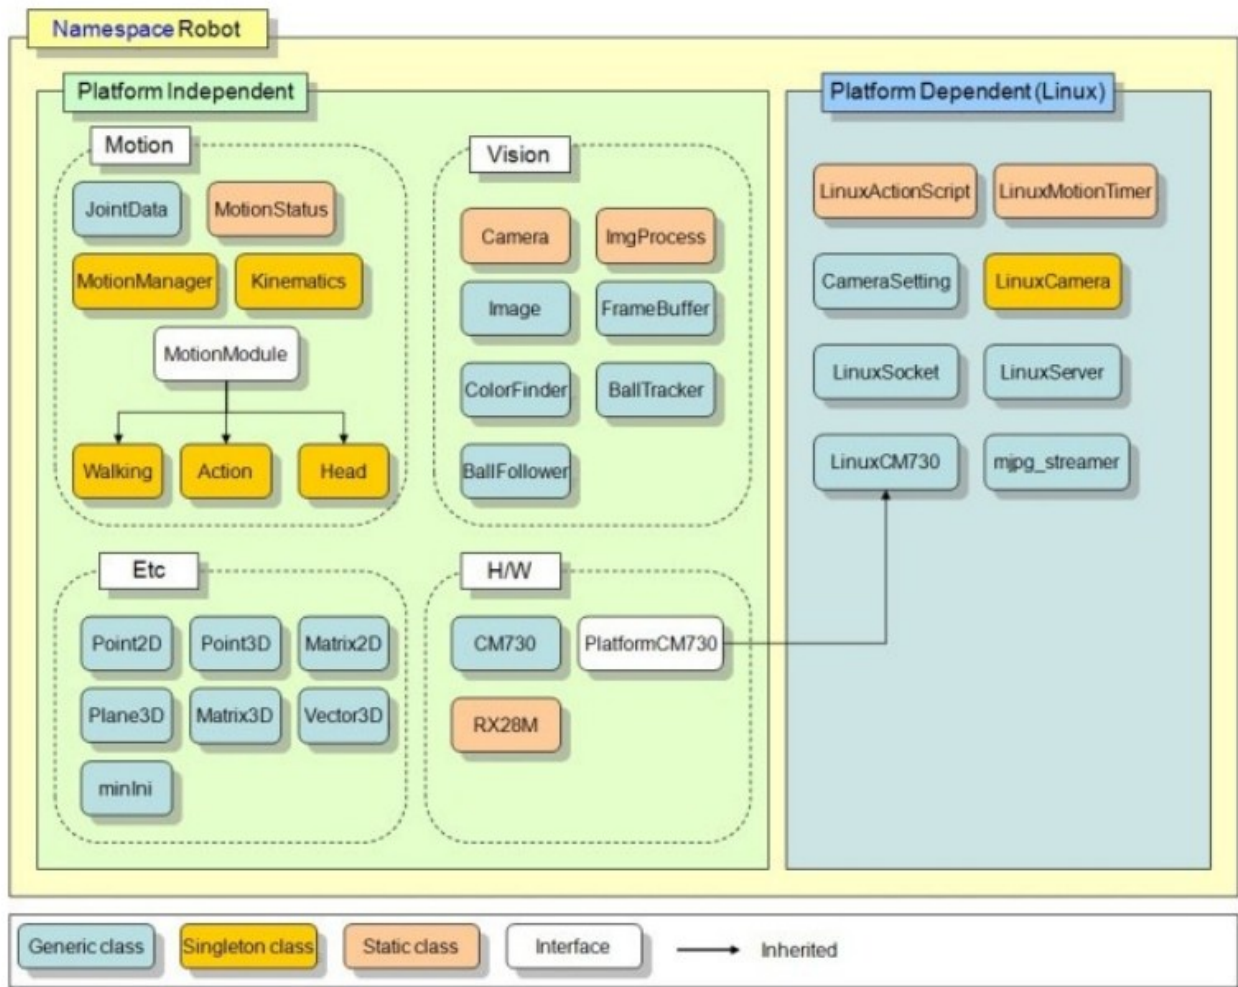 Namespace Robot
Platform Independent
Motion
JointData
MotionStatus
MotionManager
Kinematics
MotionModule
Walking
Action
Head
Vision
Camera
ImgProcess
Image
FrameBuffer
ColorFinder
BallTracker
BallFollower
Etc
Point2D
Point3D
Matrix2D
Plane3D
Matrix3D
Vector3D
minIni
H/W
CM730
PlatformCM730
RX28M
Platform Dependent (Linux)
LinuxActionScript
LinuxMotionTimer
CameraSetting
LinuxCamera
LinuxSocket
LinuxServer
LinuxCM730
mjpg_streamer
Generic class
Singleton class
Static class
Interface
Inherited